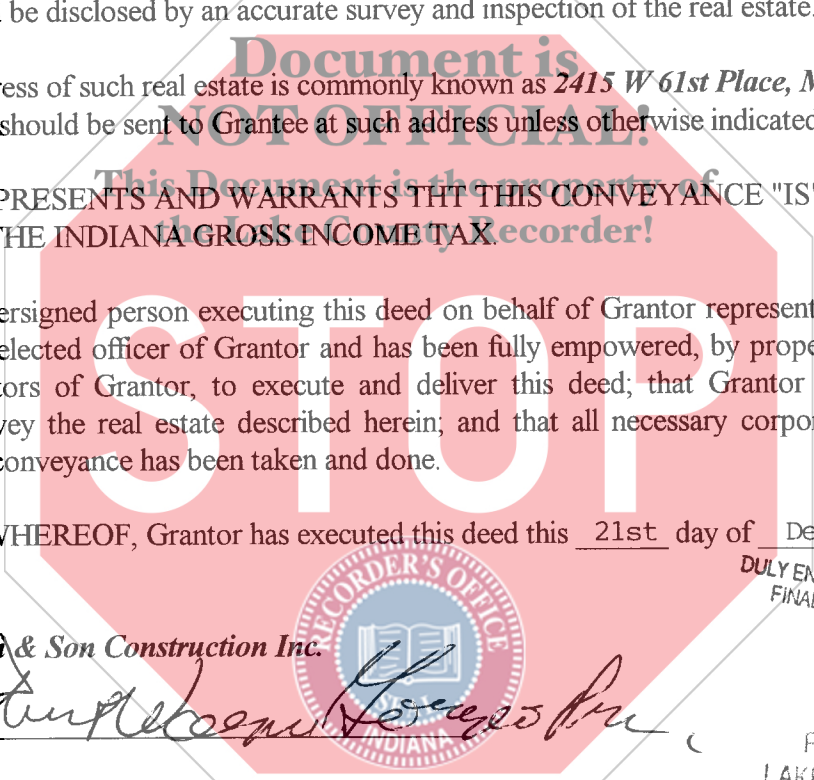 be disclosed by an accurate survey and inspection of the real estate.
Document is
ress of such real estate is commonly known as 2415 W 61st Place, M
NOT OFFICIAL!
should be sent to Grantee at such address unless otherwise indicated
This Document is the property of
PRESENTS AND WARRANTS THT THIS CONVEYANCE "IS"
the Lake County Recorder!
THE INDIANA GROSS INCOME TAX.
ersigned person executing this deed on behalf of Grantor represent
elected officer of Grantor and has been fully empowered, by prope
tors of Grantor, to execute and deliver this deed; that Grantor
vey the real estate described herein; and that all necessary corpor
conveyance has been taken and done.
STOP
WHEREOF, Grantor has executed this deed this 21st day of De
DULY EN
FINAL
RECORDER'S OFFICE
& Son Construction Inc.
SEAL
INDIANA
LAKE